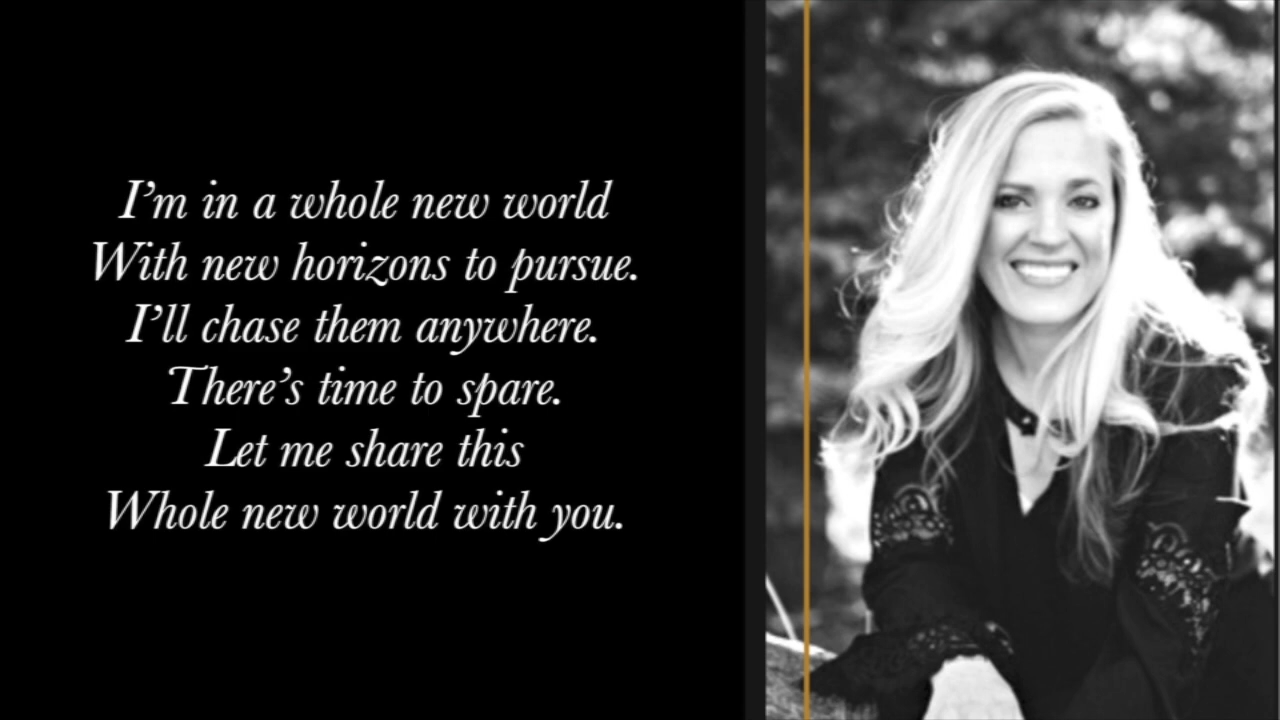 I’m in a whole new world
With new horizons to pursue.
I’ll chase them anywhere.
There’s time to spare.
Let me share this
Whole new world with you.